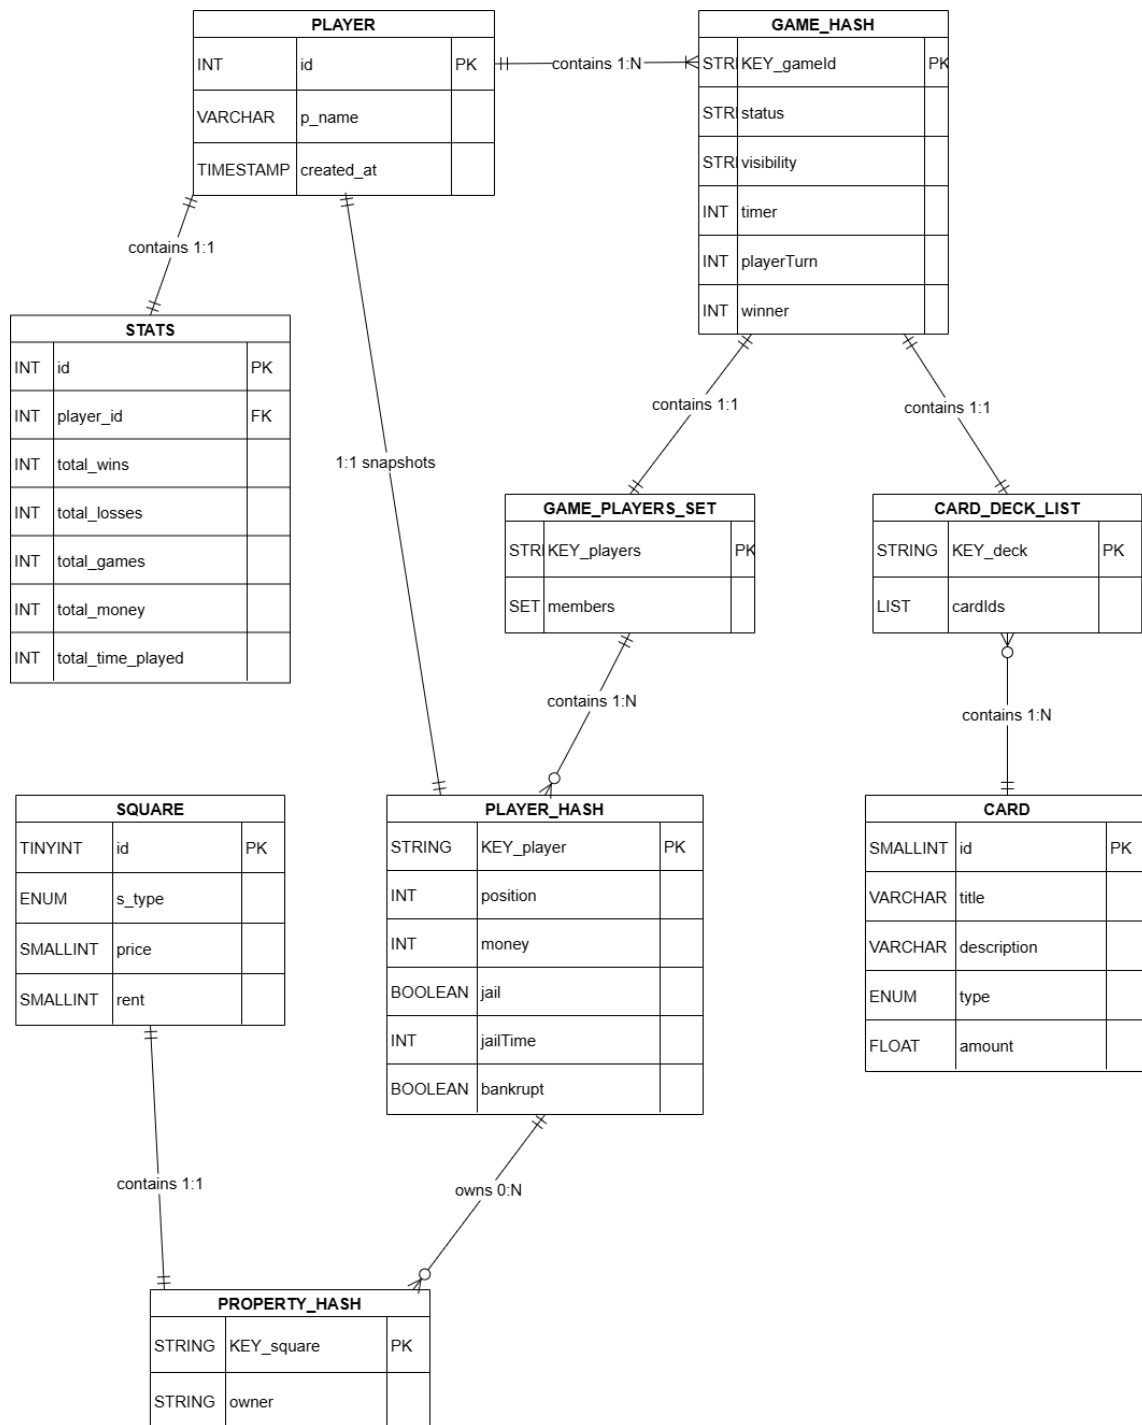 PLAYER
INT id PK
VARCHAR p_name
TIMESTAMP created_at
contains 1:N
GAME_HASH
STRI KEY_gameId PK
STRI status
STRI visibility
INT timer
INT playerTurn
INT winner
contains 1:1
STATS
INT id PK
INT player_id FK
INT total_wins
INT total_losses
INT total_games
INT total_money
INT total_time_played
1:1 snapshots
contains 1:1
contains 1:1
GAME_PLAYERS_SET
STRI KEY_players PK
SET members
CARD_DECK_LIST
STRING KEY_deck PK
LIST cardIds
contains 1:N
contains 1:N
SQUARE
TINYINT id PK
ENUM s_type
SMALLINT price
SMALLINT rent
PLAYER_HASH
STRING KEY_player PK
INT position
INT money
BOOLEAN jail
INT jailTime
BOOLEAN bankrupt
CARD
SMALLINT id PK
VARCHAR title
VARCHAR description
ENUM type
FLOAT amount
contains 1:1
owns 0:N
PROPERTY_HASH
STRING KEY_square PK
STRING owner